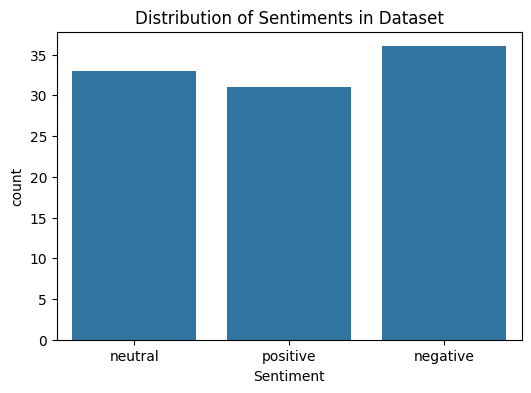 Distribution of Sentiments in Dataset
35
30
25
20
15
10
5
0
count
neutral positive negative
Sentiment